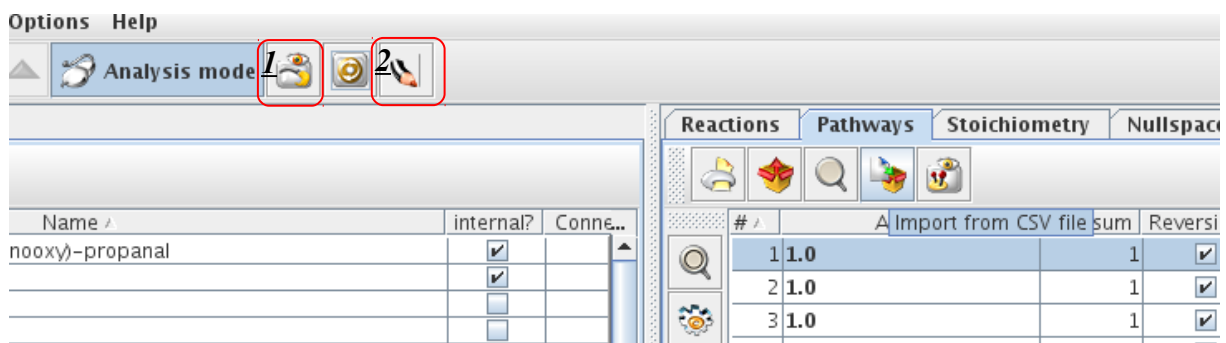 Options Help
Analysis mode 1 2
Reactions Pathways Stoichiometry Nullspac
Name internal? Conne...
nooxy)-propanal
# A Import from CSV file sum Reversi
1 1.0 1
2 1.0 1
3 1.0 1